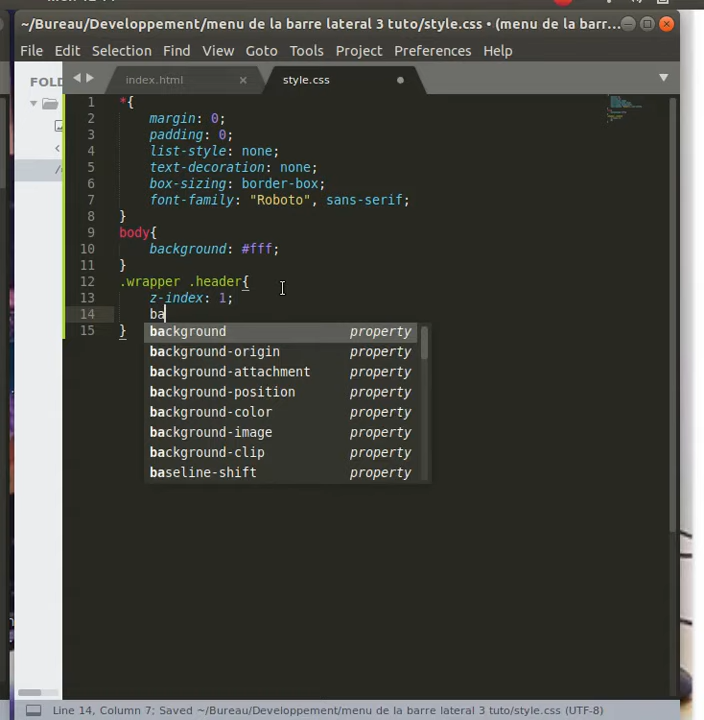 ~/Bureau/Developpement/menu de la barre lateral 3 tuto/style.css • (menu de la barr...
File Edit Selection Find View Goto Tools Project Preferences Help
FOLD
index.html × style.css
1 *{
2 margin: 0;
3 padding: 0;
4 list-style: none;
5 text-decoration: none;
6 box-sizing: border-box;
7 font-family: "Roboto", sans-serif;
8 }
9 body{
10 background: #fff;
11 }
12 .wrapper .header{
13 z-index: 1;
14 ba
15 }
background property
background-origin property
background-attachment property
background-position property
background-color property
background-image property
background-clip property
baseline-shift property
Line 14, Column 7; Saved ~/Bureau/Developpement/menu de la barre lateral 3 tuto/style.css (UTF-8)